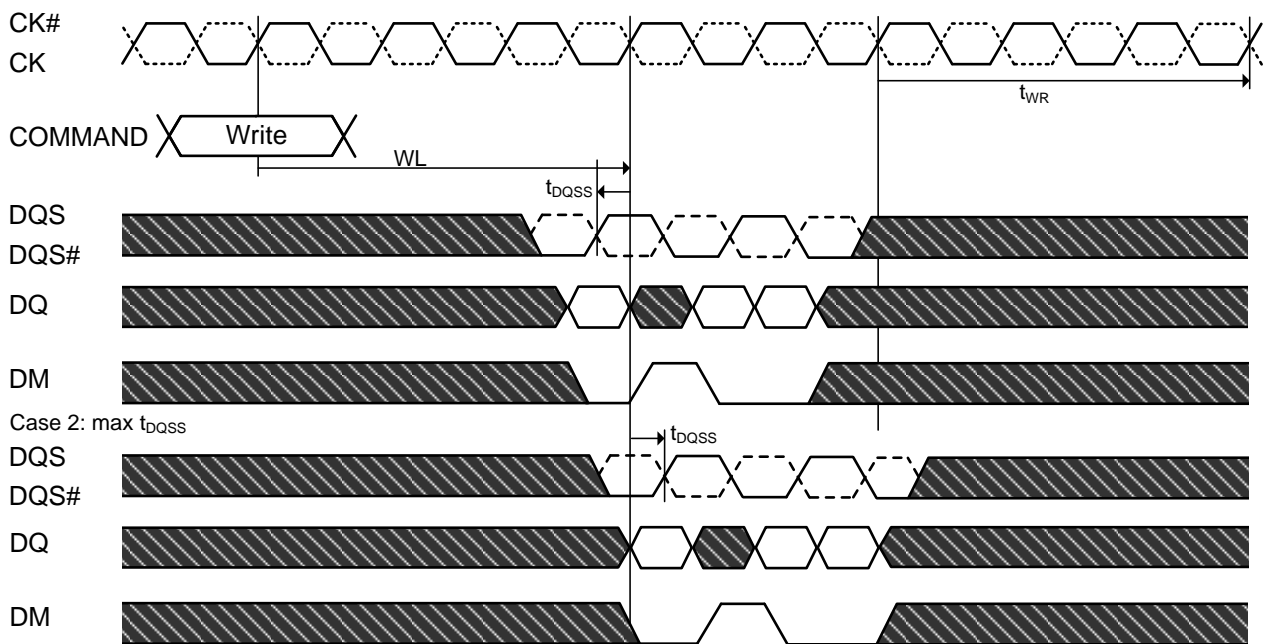 CK#
CK
tWR
COMMAND
Write
WL
tDQSS
DQS
DQS#
DQ
DM
Case 2: max tDQSS
tDQSS
DQS
DQS#
DQ
DM